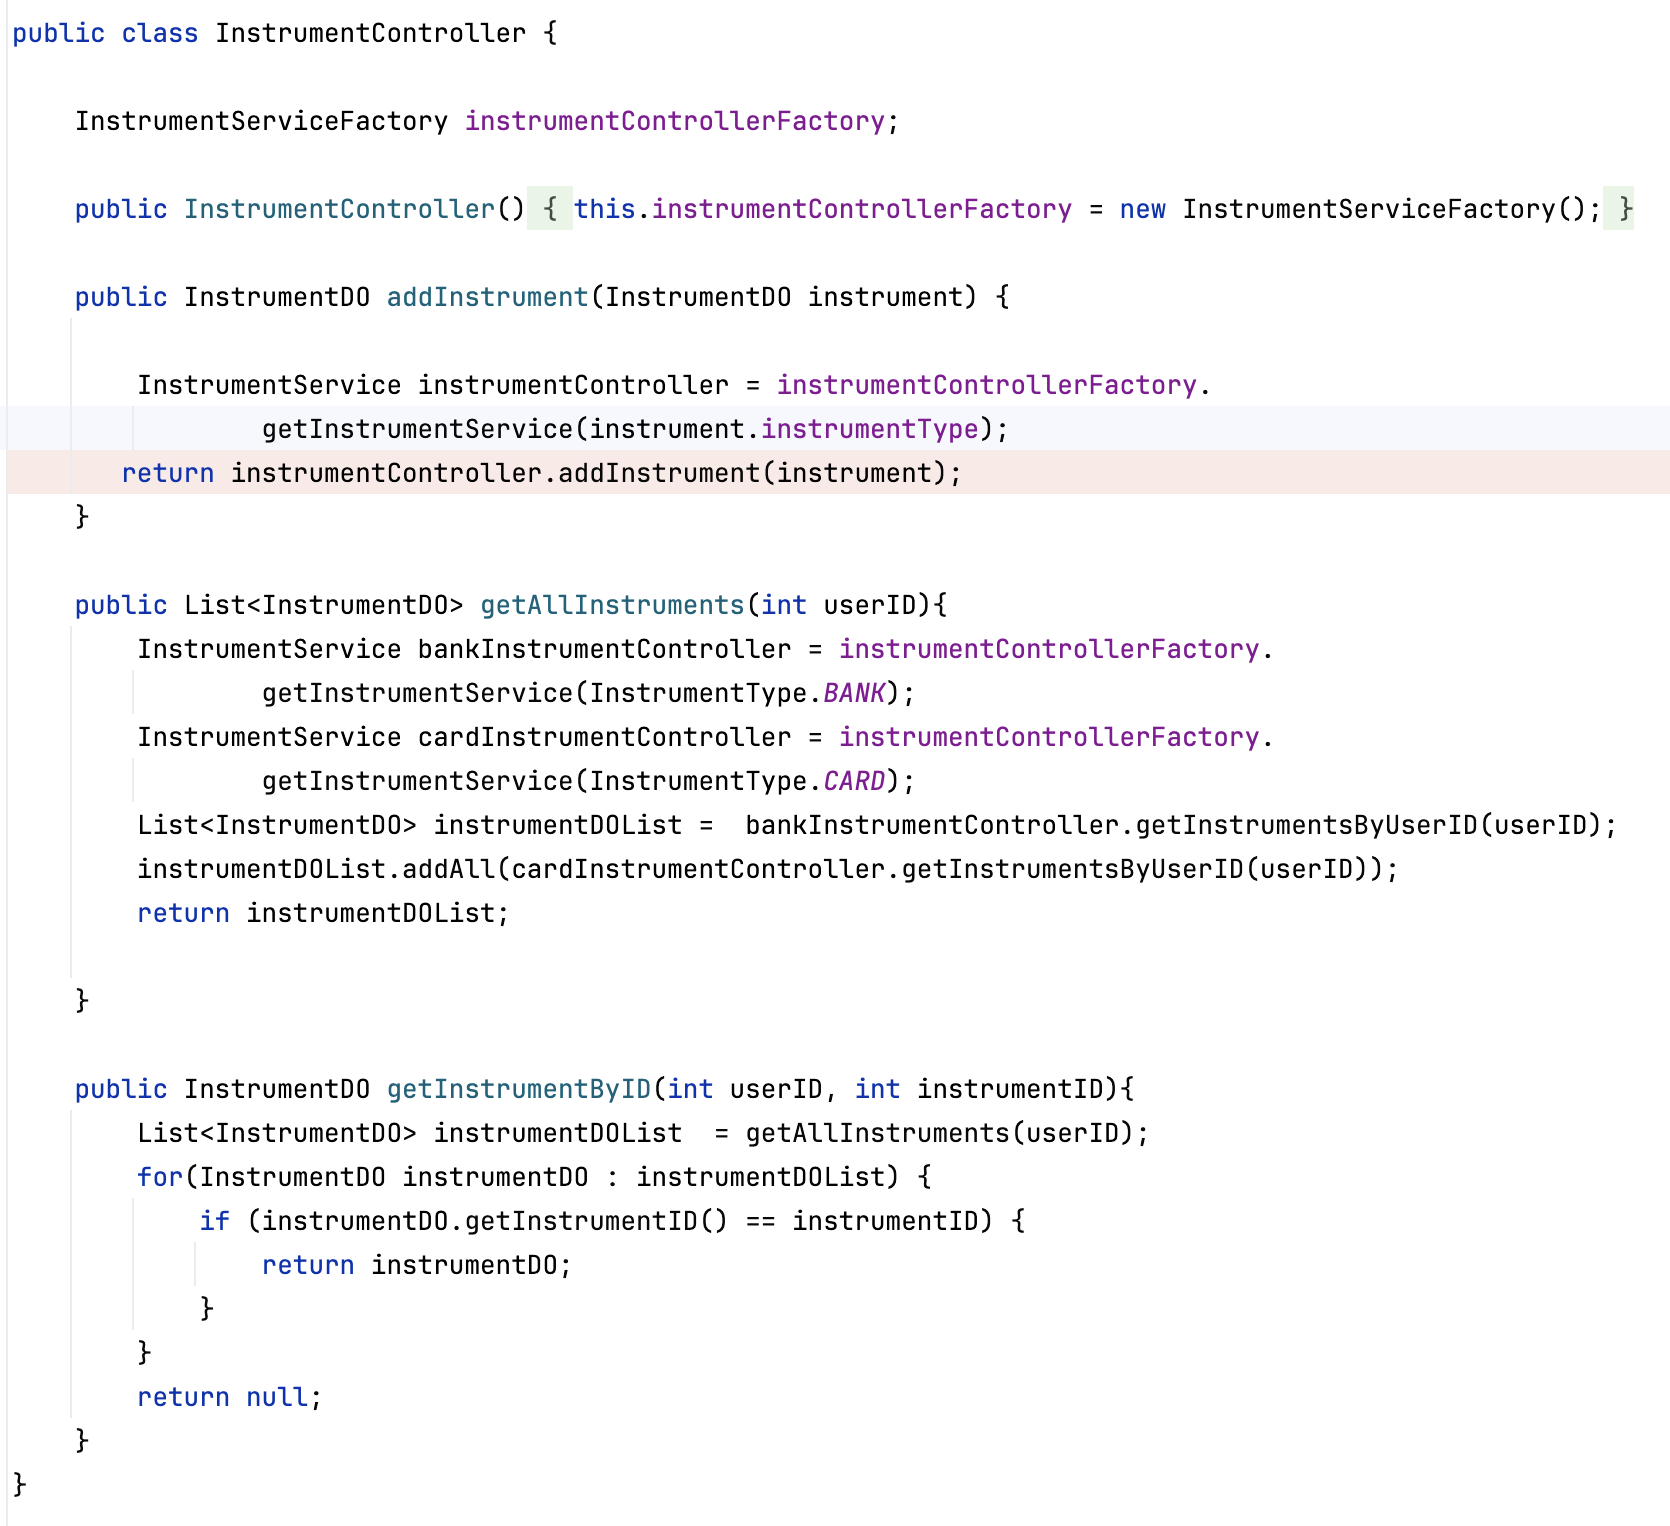 public class InstrumentController {
InstrumentServiceFactory instrumentControllerFactory;
public InstrumentController() { this.instrumentControllerFactory = new InstrumentServiceFactory(); }
public InstrumentDO addInstrument(InstrumentDO instrument) {
InstrumentService instrumentController = instrumentControllerFactory.
getInstrumentService(instrument.instrumentType);
return instrumentController.addInstrument(instrument);
}
public List<InstrumentDO> getAllInstruments(int userID){
InstrumentService bankInstrumentController = instrumentControllerFactory.
getInstrumentService(InstrumentType.BANK);
InstrumentService cardInstrumentController = instrumentControllerFactory.
getInstrumentService(InstrumentType.CARD);
List<InstrumentDO> instrumentDOList =  bankInstrumentController.getInstrumentsByUserID(userID);
instrumentDOList.addAll(cardInstrumentController.getInstrumentsByUserID(userID));
return instrumentDOList;
}
public InstrumentDO getInstrumentByID(int userID, int instrumentID){
List<InstrumentDO> instrumentDOList  = getAllInstruments(userID);
for(InstrumentDO instrumentDO : instrumentDOList) {
if (instrumentDO.getInstrumentID() == instrumentID) {
return instrumentDO;
}
}
return null;
}
}